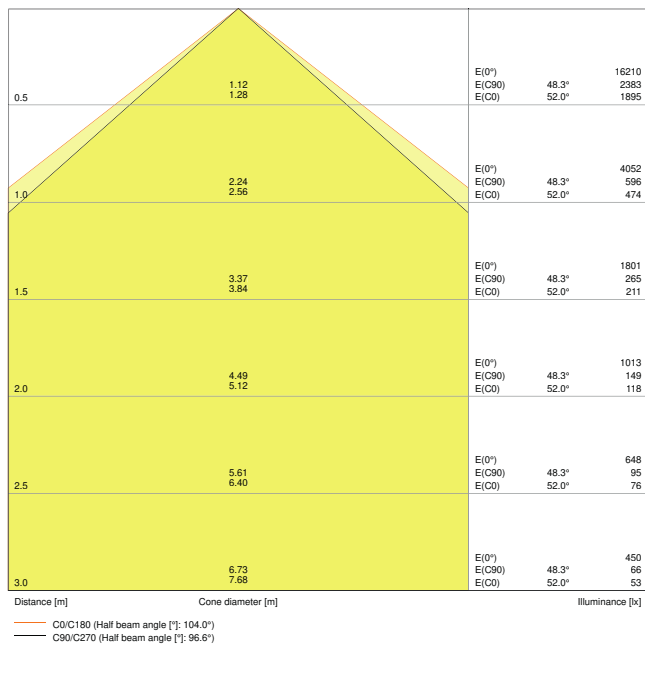 E(0°) 16210
1.12 E(C90) 48.3° 2383
1.28 E(C0) 52.0° 1895
0.5
E(0°) 4052
2.24 E(C90) 48.3° 596
2.56 E(C0) 52.0° 474
1.0
E(0°) 1801
3.37 E(C90) 48.3° 265
3.84 E(C0) 52.0° 211
1.5
E(0°) 1013
4.49 E(C90) 48.3° 149
5.12 E(C0) 52.0° 118
2.0
E(0°) 648
5.61 E(C90) 48.3° 95
6.40 E(C0) 52.0° 76
2.5
E(0°) 450
6.73 E(C90) 48.3° 66
7.68 E(C0) 52.0° 53
3.0
Distance [m] Cone diameter [m] Illuminance [lx]
C0/C180 (Half beam angle [°]: 104.0°)
C90/C270 (Half beam angle [°]: 96.6°)